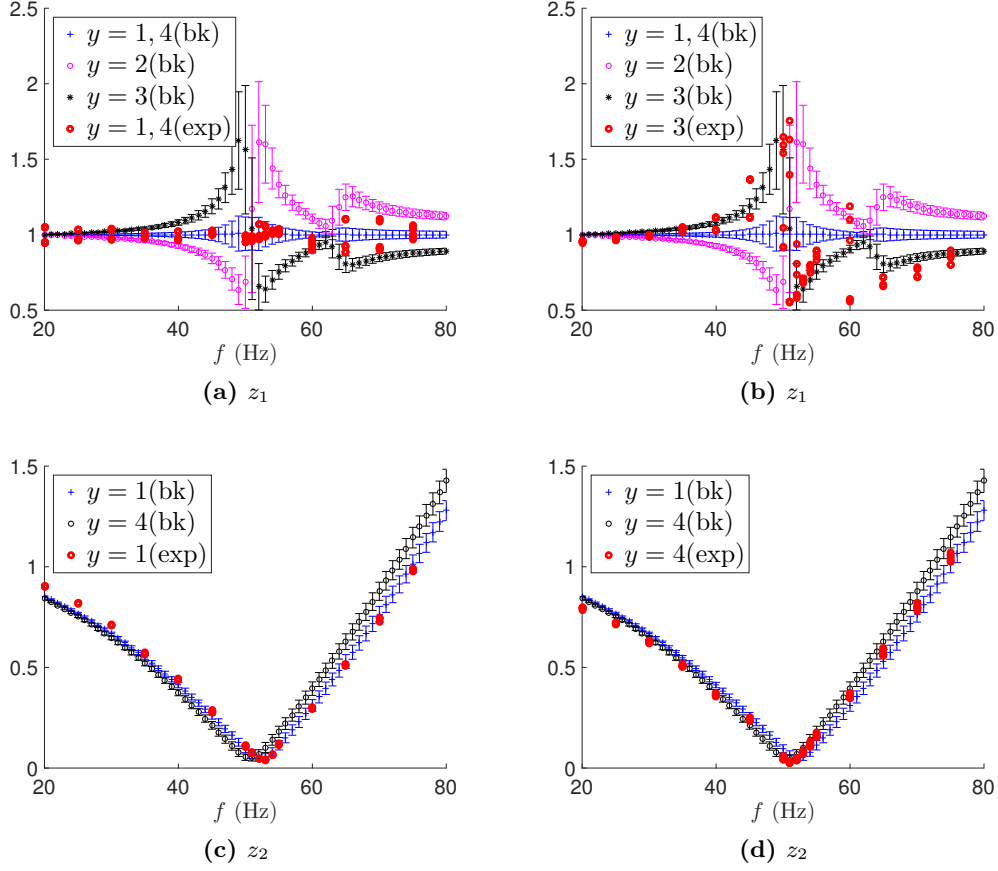 2.5
2
1.5
1
0.5
20 40 60 80
f (Hz)
y = 1, 4(bk)
y = 2(bk)
y = 3(bk)
y = 1, 4(exp)
(a) z₁
2.5
2
1.5
1
0.5
20 40 60 80
f (Hz)
y = 1, 4(bk)
y = 2(bk)
y = 3(bk)
y = 3(exp)
(b) z₁
1.5
1
0.5
0
20 40 60 80
f (Hz)
y = 1(bk)
y = 4(bk)
y = 1(exp)
(c) z₂
1.5
1
0.5
0
20 40 60 80
f (Hz)
y = 1(bk)
y = 4(bk)
y = 4(exp)
(d) z₂